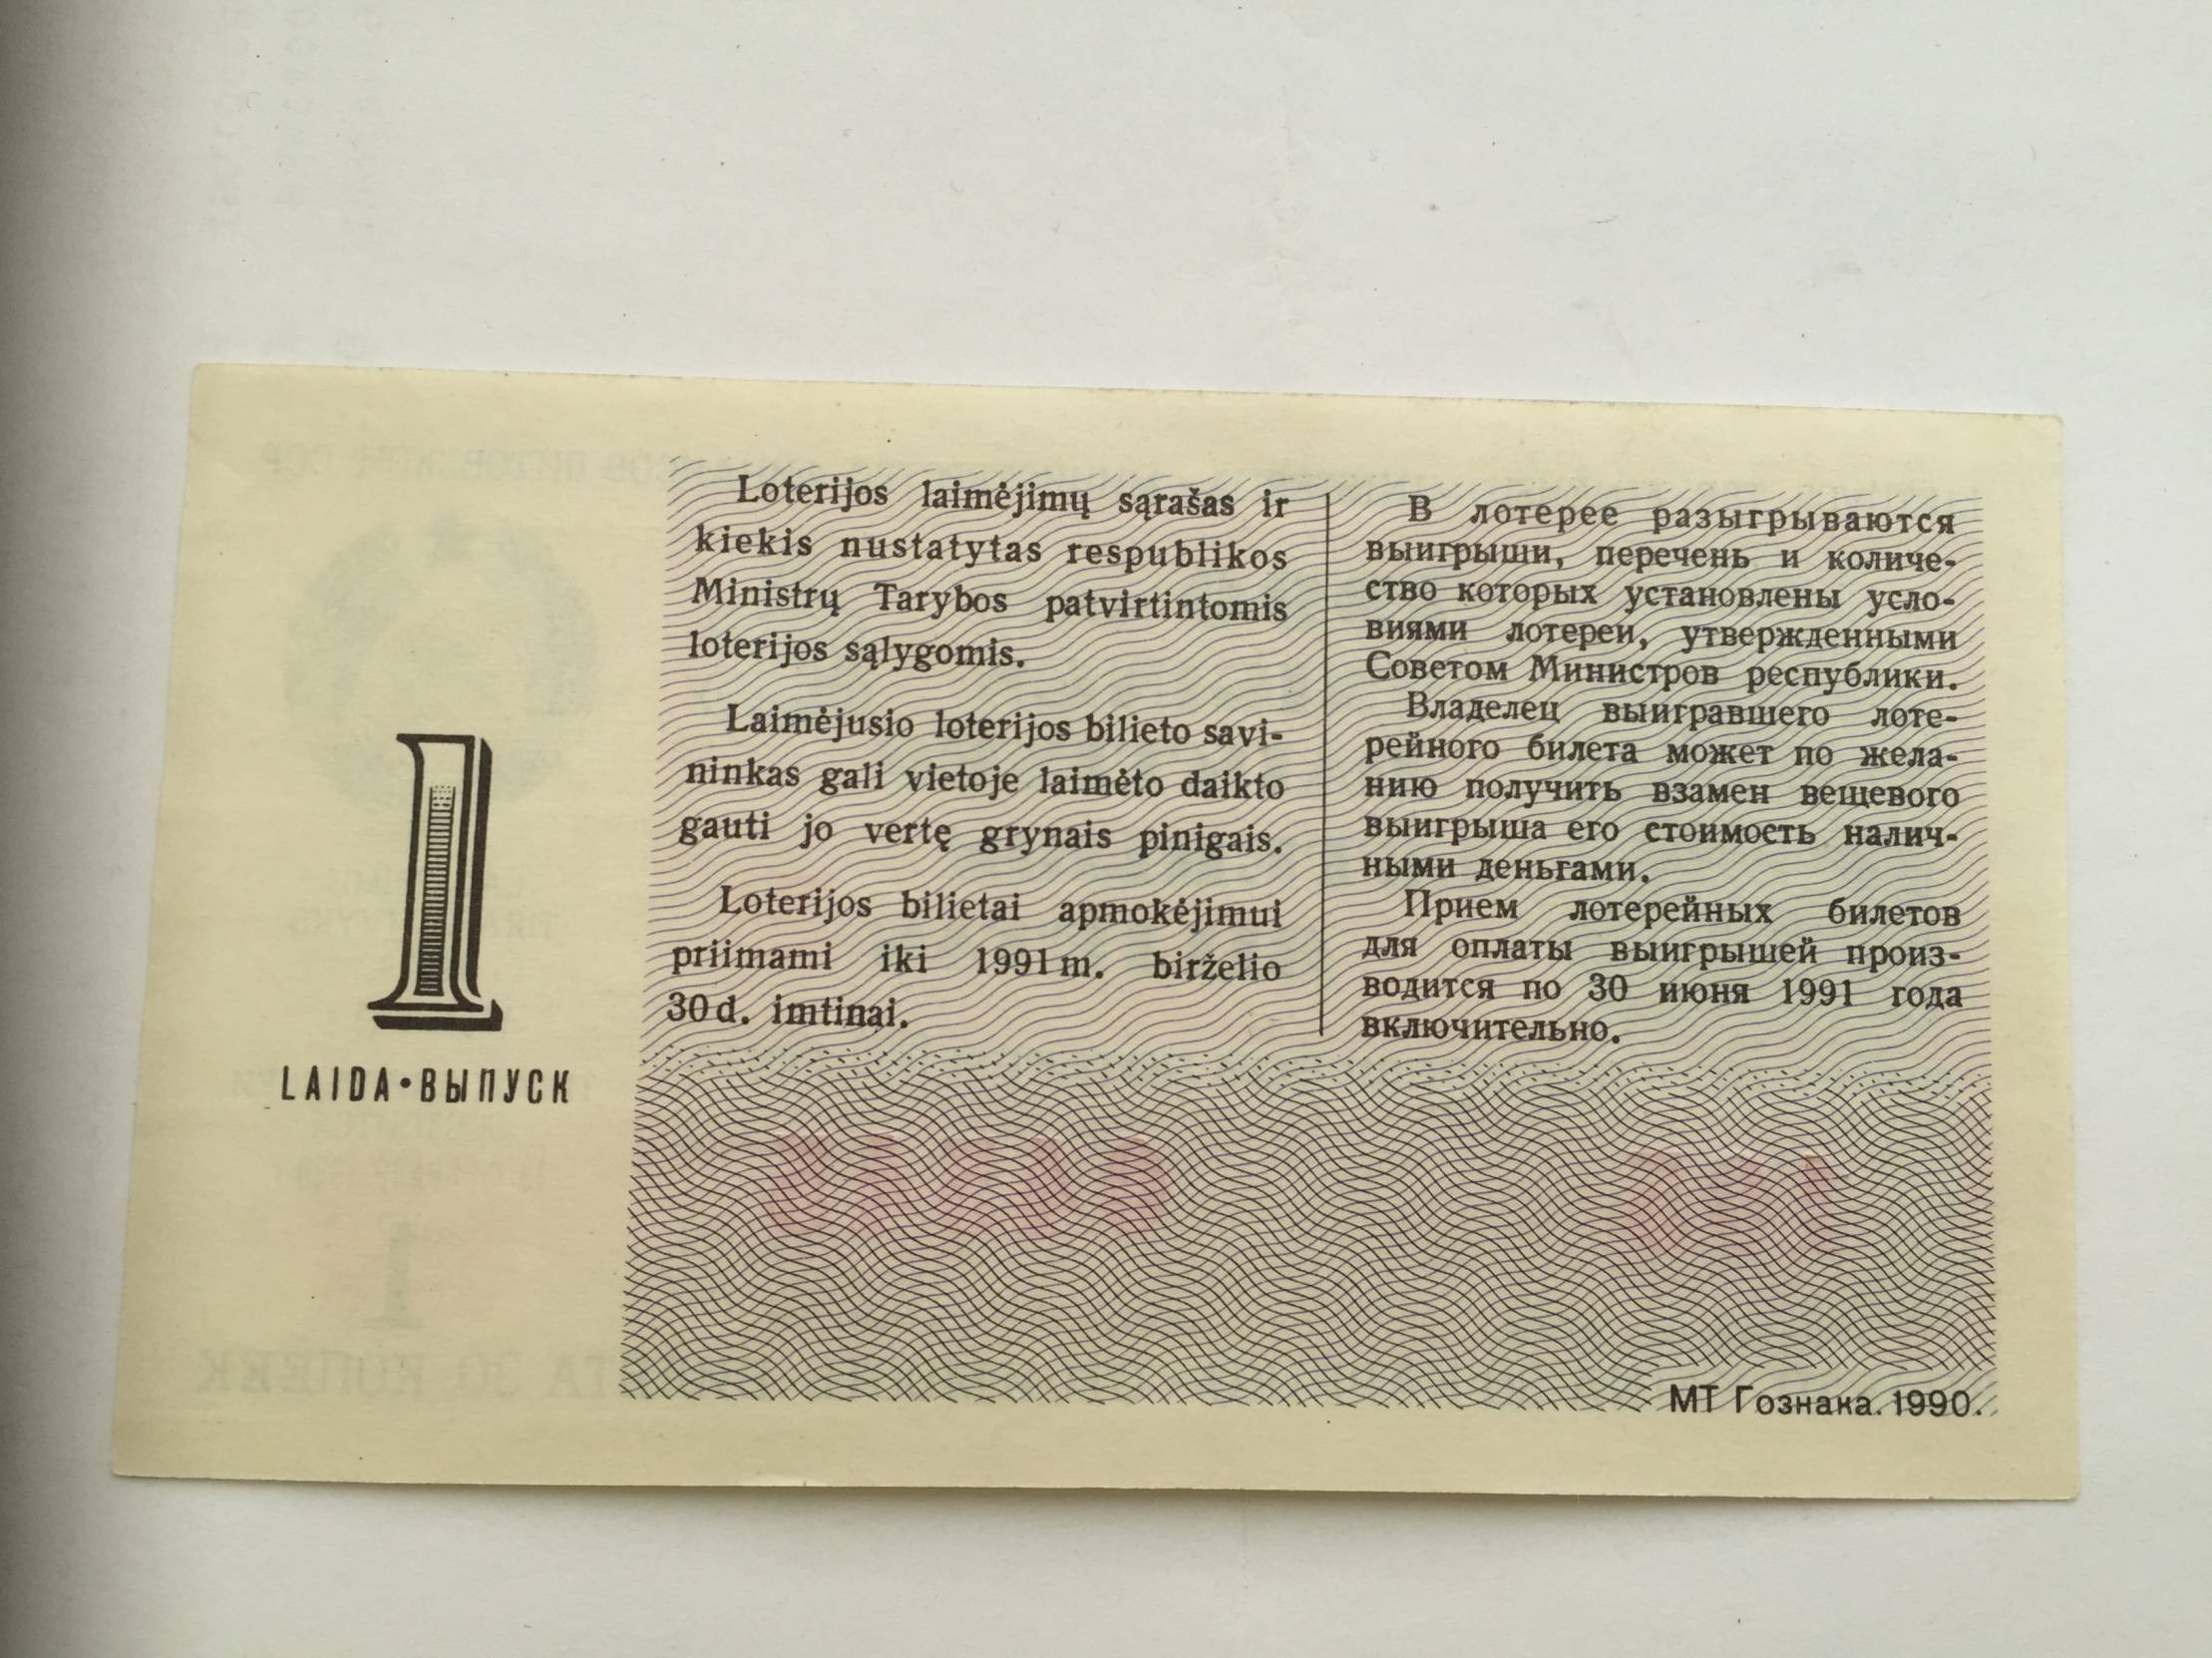 Loterijos laimėjimų sąrašas ir
kiekis nustatytas respublikos
Ministrų Tarybos patvirtintomis
loterijos sąlygomis.
Laimėjusio loterijos bilieto savi-
ninkas gali vietoje laimėto daikto
gauti jo vertę grynais pinigais.
Loterijos bilietai apmokėjimui
priimami iki 1991 m. birželio
30 d. imtinai.
В лотерее разыгрываются
выигрыши, перечень и количе-
ство которых установлены усло-
виями лотереи, утвержденными
Советом Министров республики.
Владелец выигравшего лоте-
рейного билета может по жела-
нию получить взамен вещевого
выигрыша его стоимость налич-
ными деньгами.
Прием лотерейных билетов
для оплаты выигрышей произ-
водится по 30 июня 1991 года
включительно.
1
LAIDA•ВЫПУСК
МТ Гознака. 1990.